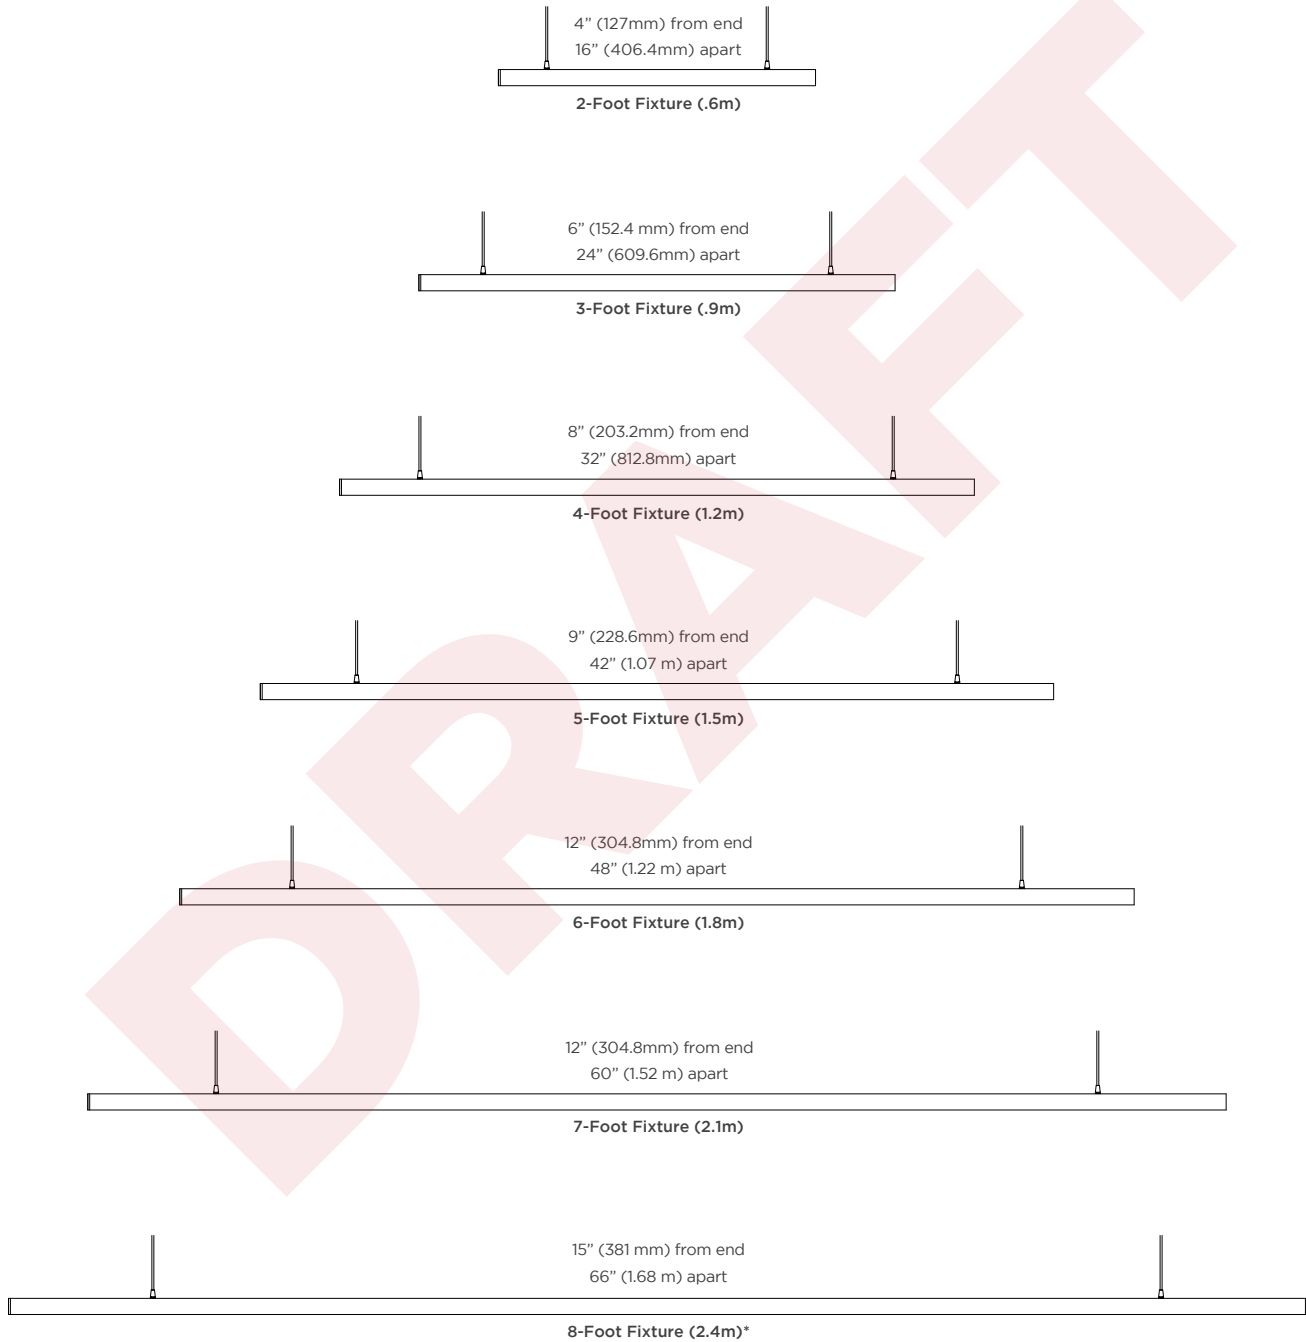 4” (127mm) from end
16” (406.4mm) apart
2-Foot Fixture (.6m)
6” (152.4 mm) from end
24” (609.6mm) apart
3-Foot Fixture (.9m)
8” (203.2mm) from end
32” (812.8mm) apart
4-Foot Fixture (1.2m)
9” (228.6mm) from end
42” (1.07 m) apart
5-Foot Fixture (1.5m)
12” (304.8mm) from end
48” (1.22 m) apart
6-Foot Fixture (1.8m)
12” (304.8mm) from end
60” (1.52 m) apart
7-Foot Fixture (2.1m)
15” (381 mm) from end
66” (1.68 m) apart
8-Foot Fixture (2.4m)*
DRAFT